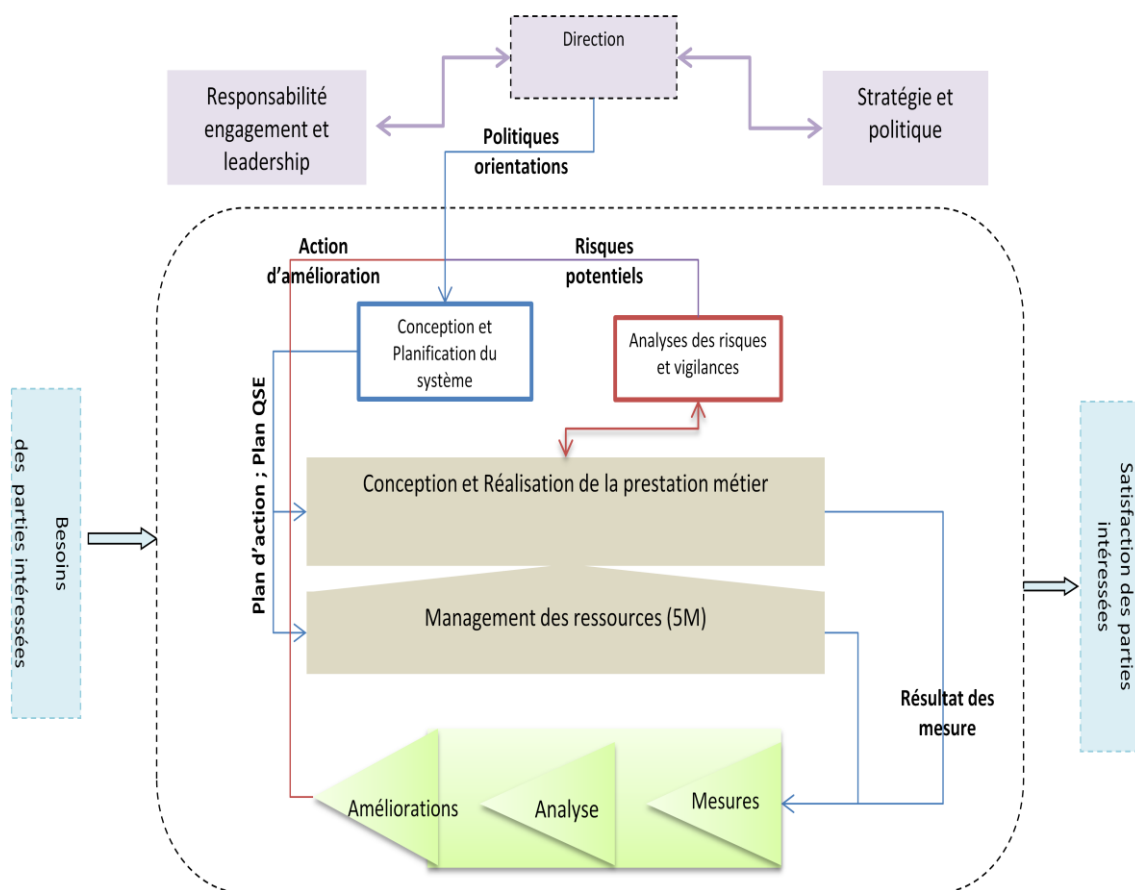 Direction
Responsabilité
engagement et
leadership
Stratégie et
politique
Politiques
orientations
Action
d’amélioration
Risques
potentiels
Conception et
Planification du
système
Analyses des risques
et vigilances
Besoins
des parties intéressées
Plan d’action ; Plan QSE
Conception et Réalisation de la prestation métier
Management des ressources (5M)
Satisfaction des parties
intéressées
Résultat des
mesure
Améliorations
Analyse
Mesures